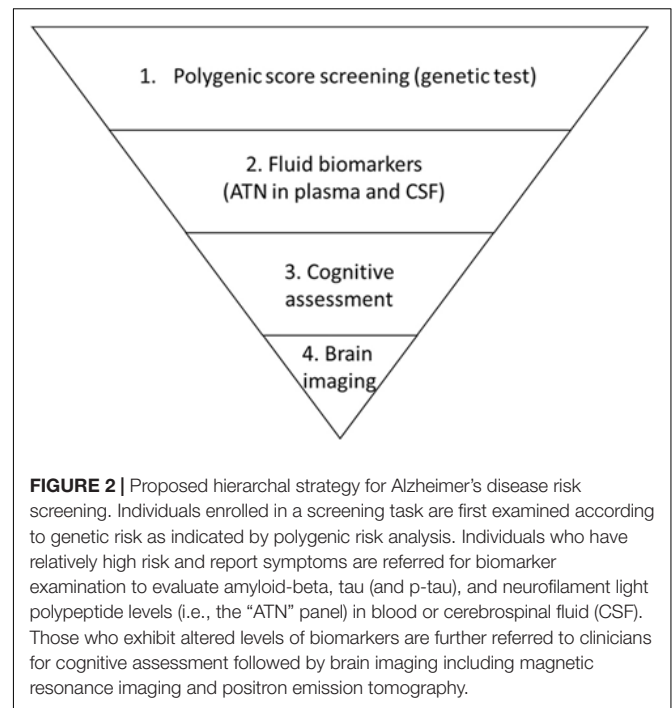 1. Polygenic score screening (genetic test)
2. Fluid biomarkers
(ATN in plasma and CSF)
3. Cognitive
assessment
4. Brain
imaging
FIGURE 2 | Proposed hierarchal strategy for Alzheimer's disease risk
screening. Individuals enrolled in a screening task are first examined according
to genetic risk as indicated by polygenic risk analysis. Individuals who have
relatively high risk and report symptoms are referred for biomarker
examination to evaluate amyloid-beta, tau (and p-tau), and neurofilament light
polypeptide levels (i.e., the "ATN" panel) in blood or cerebrospinal fluid (CSF).
Those who exhibit altered levels of biomarkers are further referred to clinicians
for cognitive assessment followed by brain imaging including magnetic
resonance imaging and positron emission tomography.